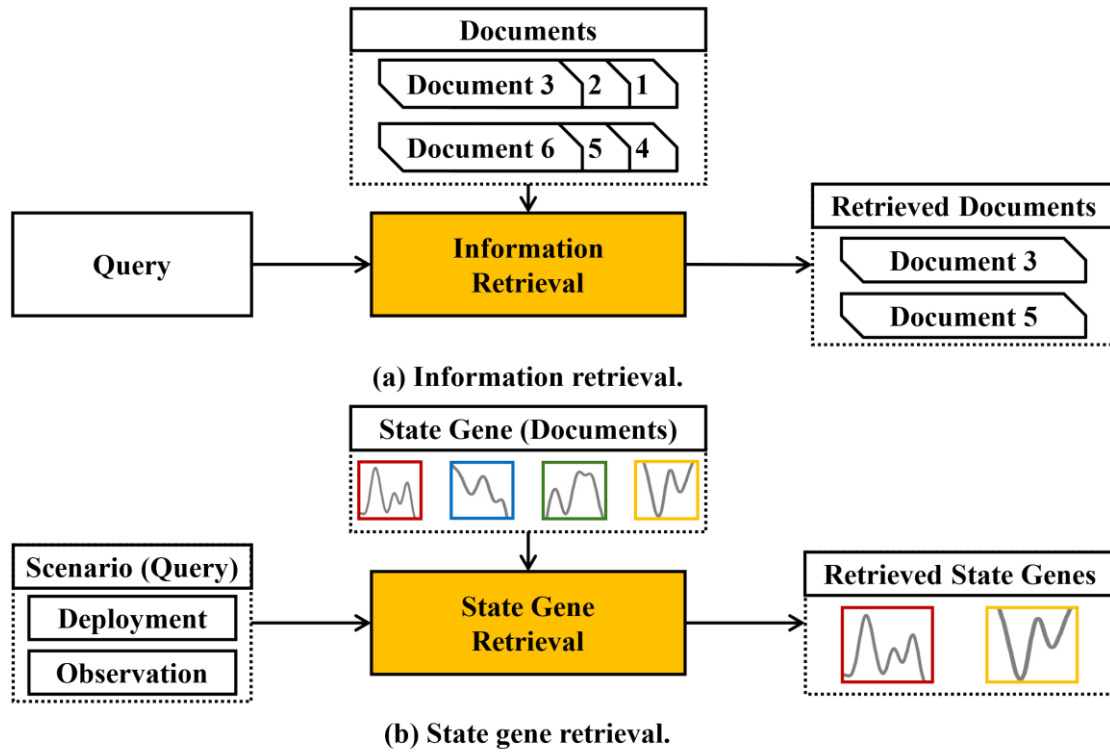 Documents
Document 3 2 1
Document 6 5 4
Query
Information
Retrieval
Retrieved Documents
Document 3
Document 5
(a) Information retrieval.
State Gene (Documents)
Scenario (Query)
Deployment
Observation
State Gene
Retrieval
Retrieved State Genes
(b) State gene retrieval.